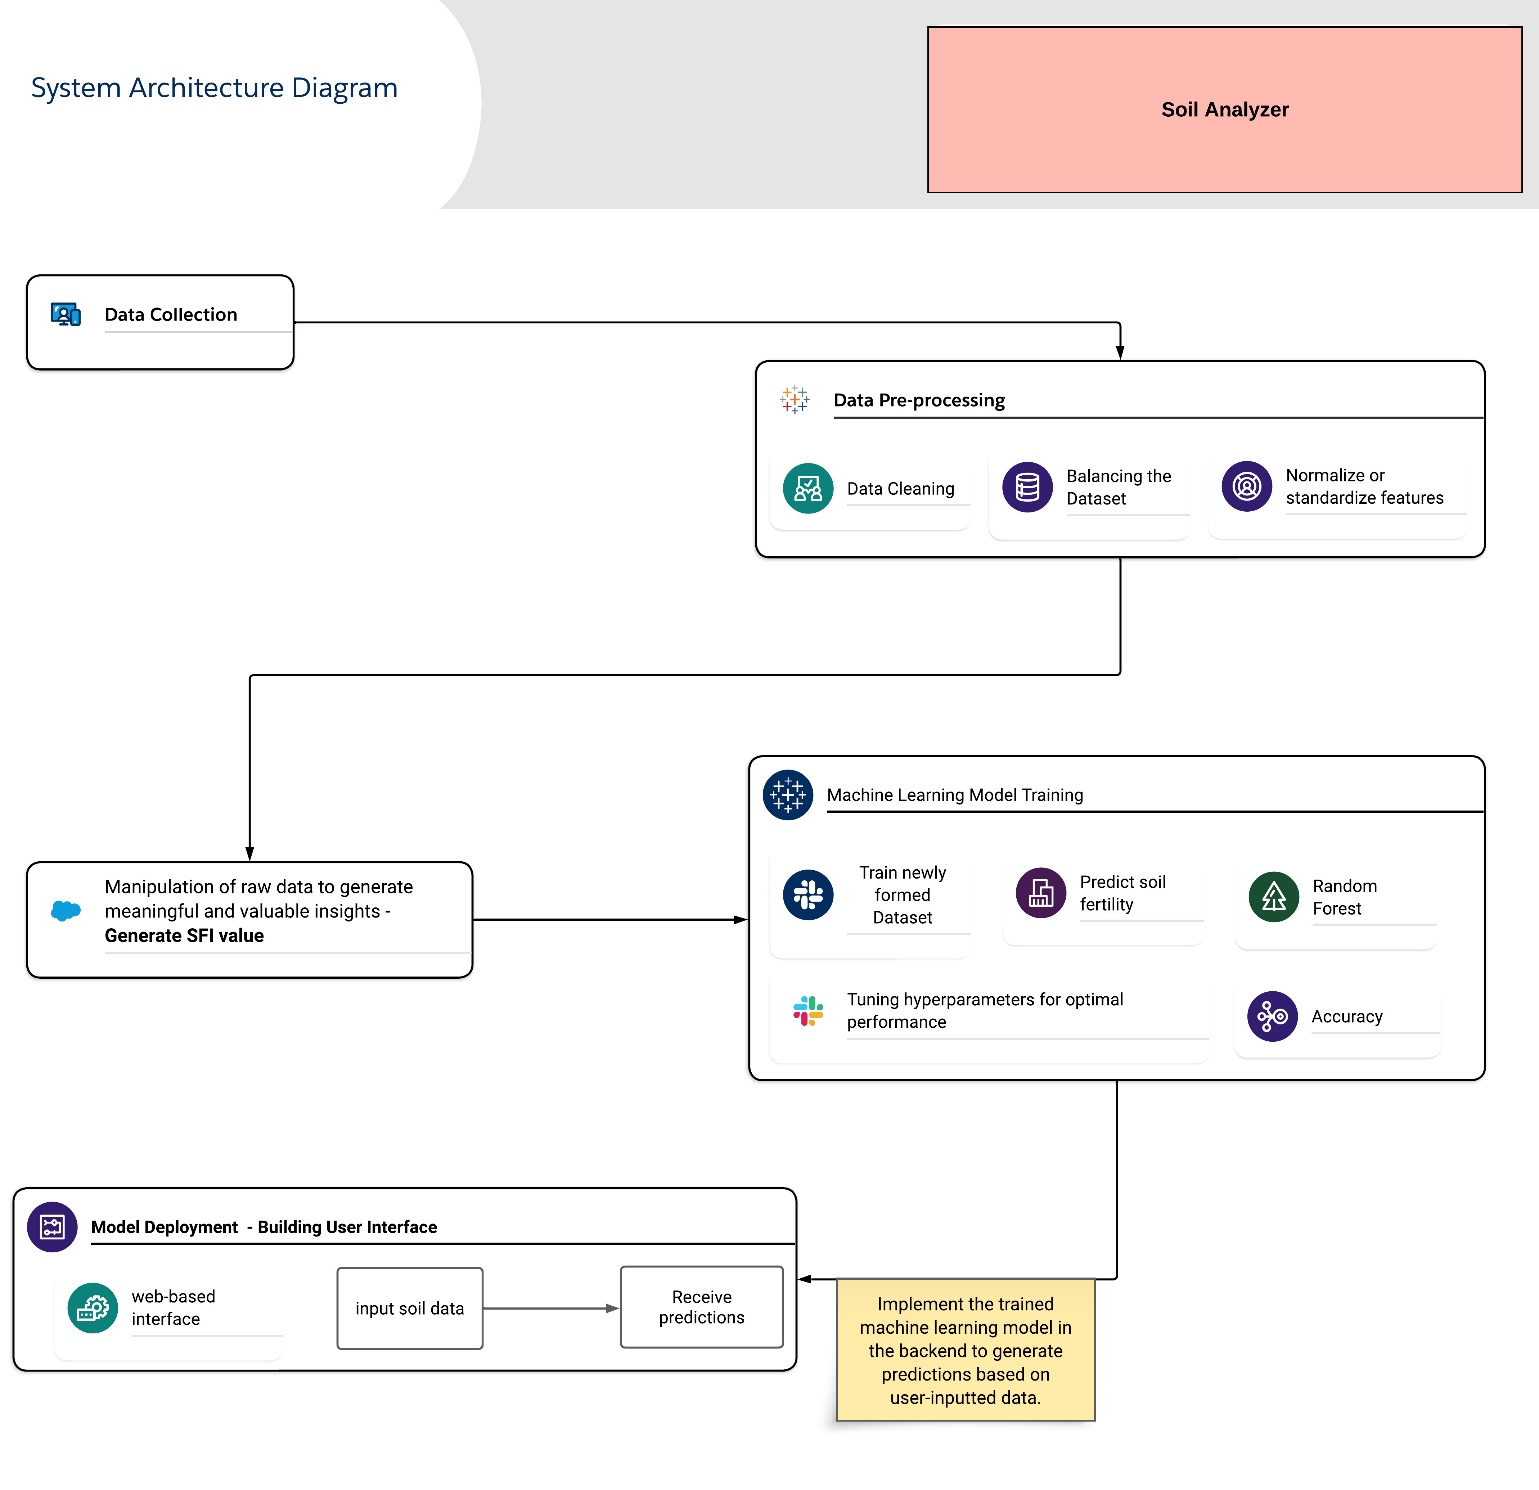 System Architecture Diagram
Soil Analyzer
Data Collection
Data Pre-processing
Data Cleaning
Balancing the
Dataset
Normalize or
standardize features
Manipulation of raw data to generate
meaningful and valuable insights -
Generate SFI value
Machine Learning Model Training
Train newly
formed
Dataset
Predict soil
fertility
Random
Forest
Tuning hyperparameters for optimal
performance
Accuracy
Model Deployment  - Building User Interface
web-based
interface
input soil data
Receive
predictions
Implement the trained
machine learning model in
the backend to generate
predictions based on
user-inputted data.